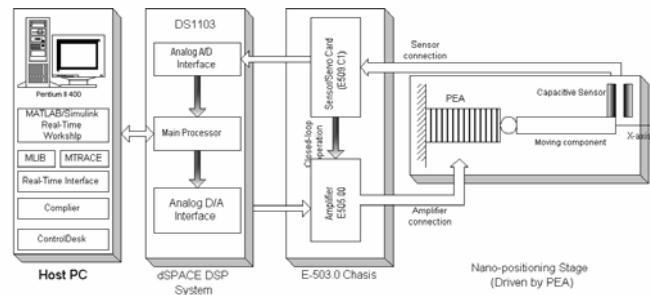 Pentium II 400
MATLAB/Simulink
Real-Time
Workshlp
MLIB
MTRACE
Real-Time Interface
Complier
ControlDesk
Host PC
DS1103
Analog A/D
Interface
Main Processor
Analog D/A
Interface
dSPACE DSP
System
Sensor/Servo Card
(E509.C1)
Closed-loop
operation
Amplifier
E505.00
E-503.0 Chasis
Sensor
connection
Amplifier
connection
PEA
Capacitive Sensor
X-axis
Moving component
Nano-positioning Stage
(Driven by PEA)